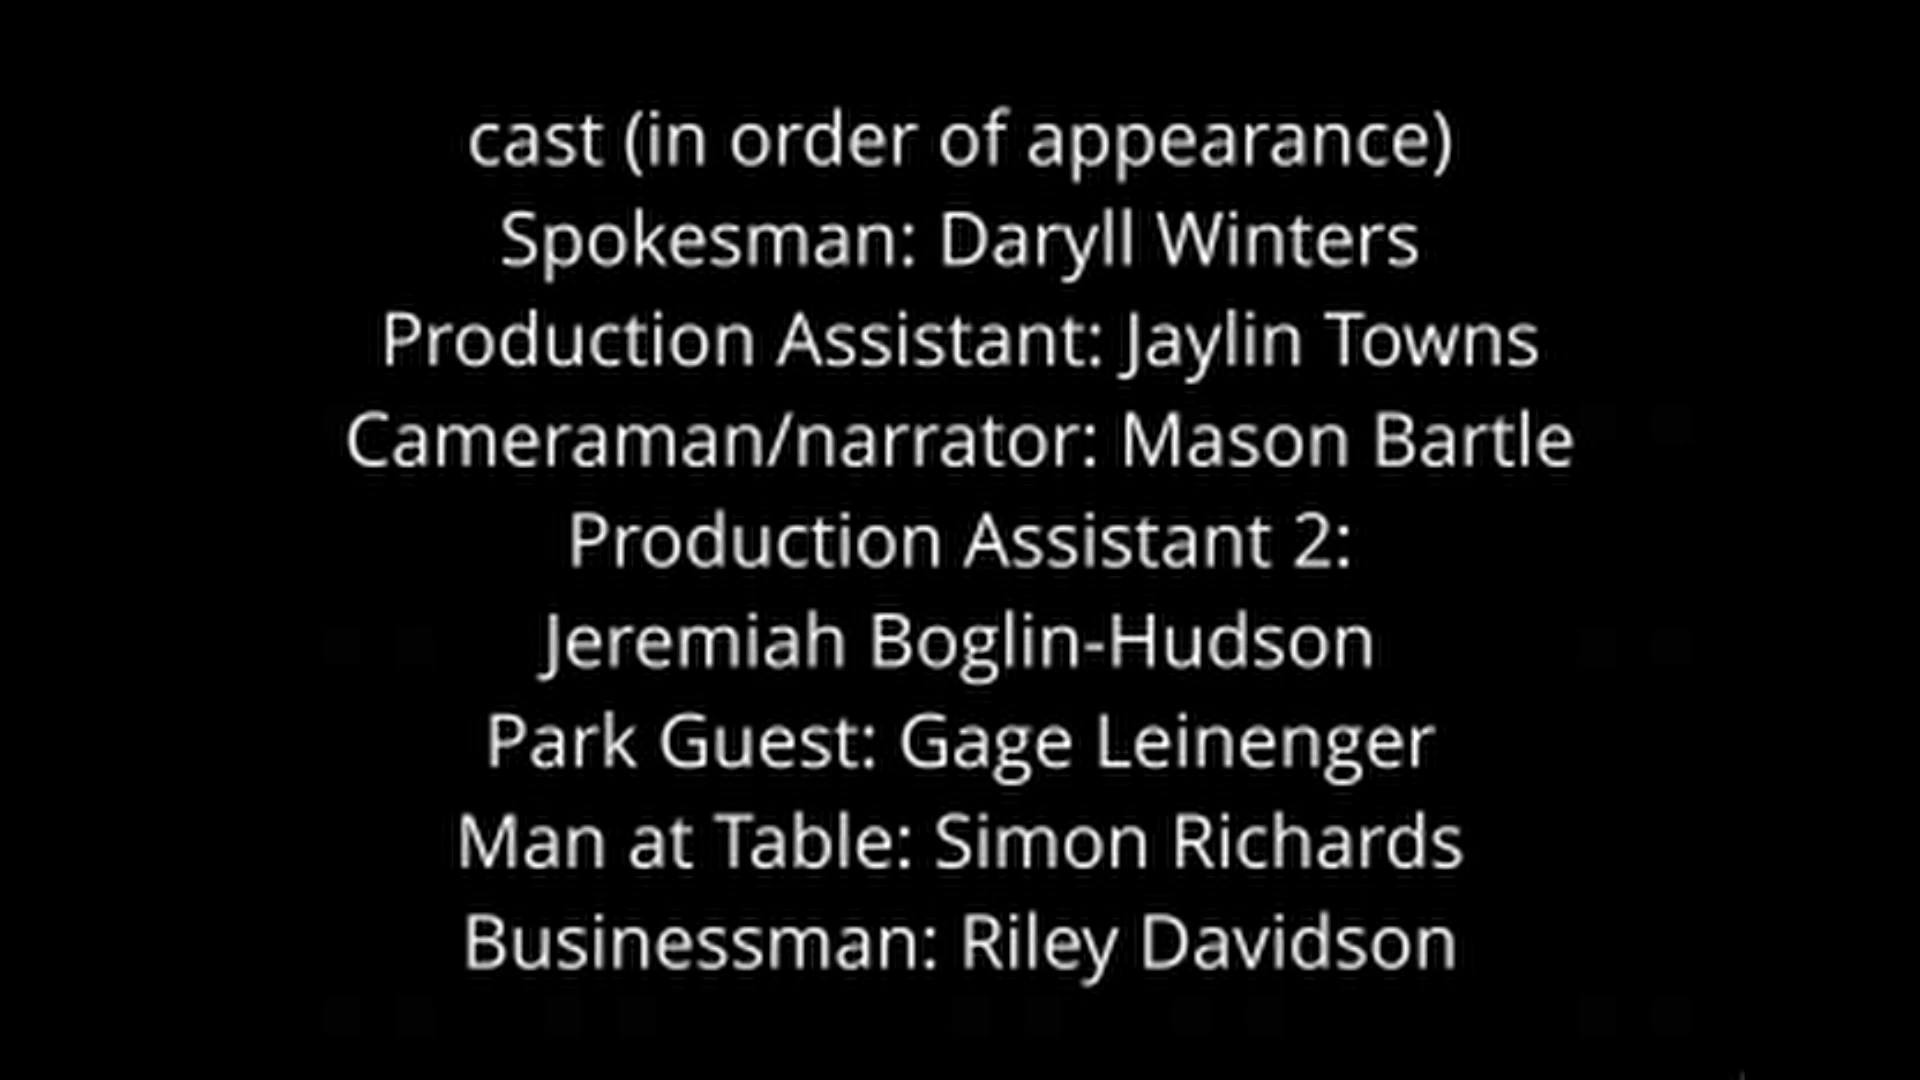 cast (in order of appearance)
Spokesman: Daryll Winters
Production Assistant: Jaylin Towns
Cameraman/narrator: Mason Bartle
Production Assistant 2:
Jeremiah Boglin-Hudson
Park Guest: Gage Leinenger
Man at Table: Simon Richards
Businessman: Riley Davidson